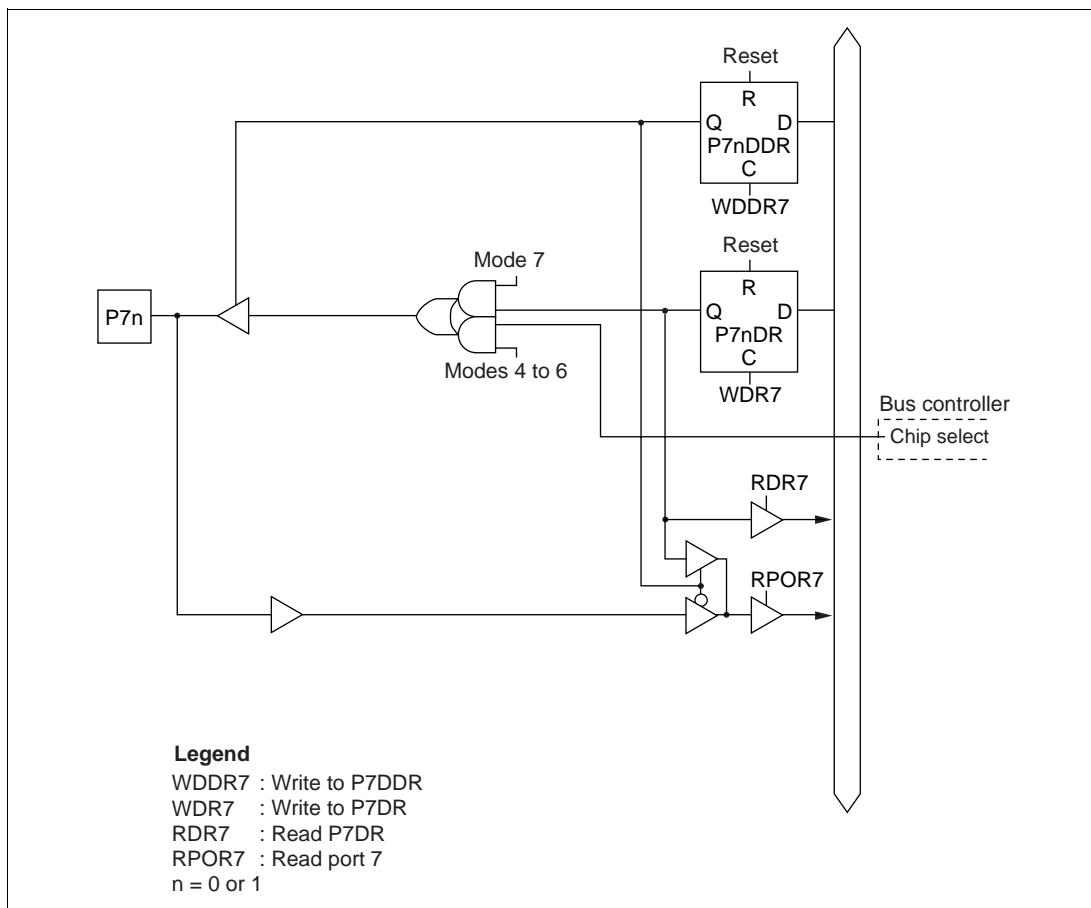 Reset
R
Q D
P7nDDR
C
WDDR7
Reset
Mode 7
R
P7n
Q D
P7nDR
C
Modes 4 to 6
WDR7
Bus controller
Chip select
RDR7
RPOR7
Legend
WDDR7 : Write to P7DDR
WDR7 : Write to P7DR
RDR7 : Read P7DR
RPOR7 : Read port 7
n = 0 or 1